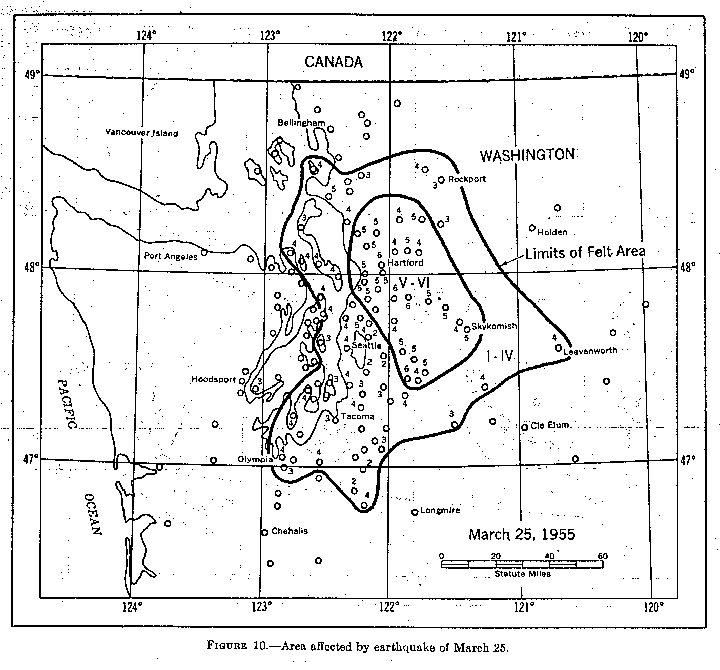 124° 123° 122° 121° 120°
CANADA
49° 49°
Vancouver Island
Bellingham
WASHINGTON
Rockport
Holden
Port Angeles
Limits of Felt Area
48° Hartford 48°
V - VI
Skykomish
Seattle
I - IV
Leavenworth
Hoodsport
PACIFIC
Tacoma
Cle Elum
Olympia
47° 47°
OCEAN
Longmire
Chehalis
March 25, 1955
0 20 40 60
Statute Miles
124° 123° 122° 121° 120°
FIGURE 10.—Area affected by earthquake of March 25.